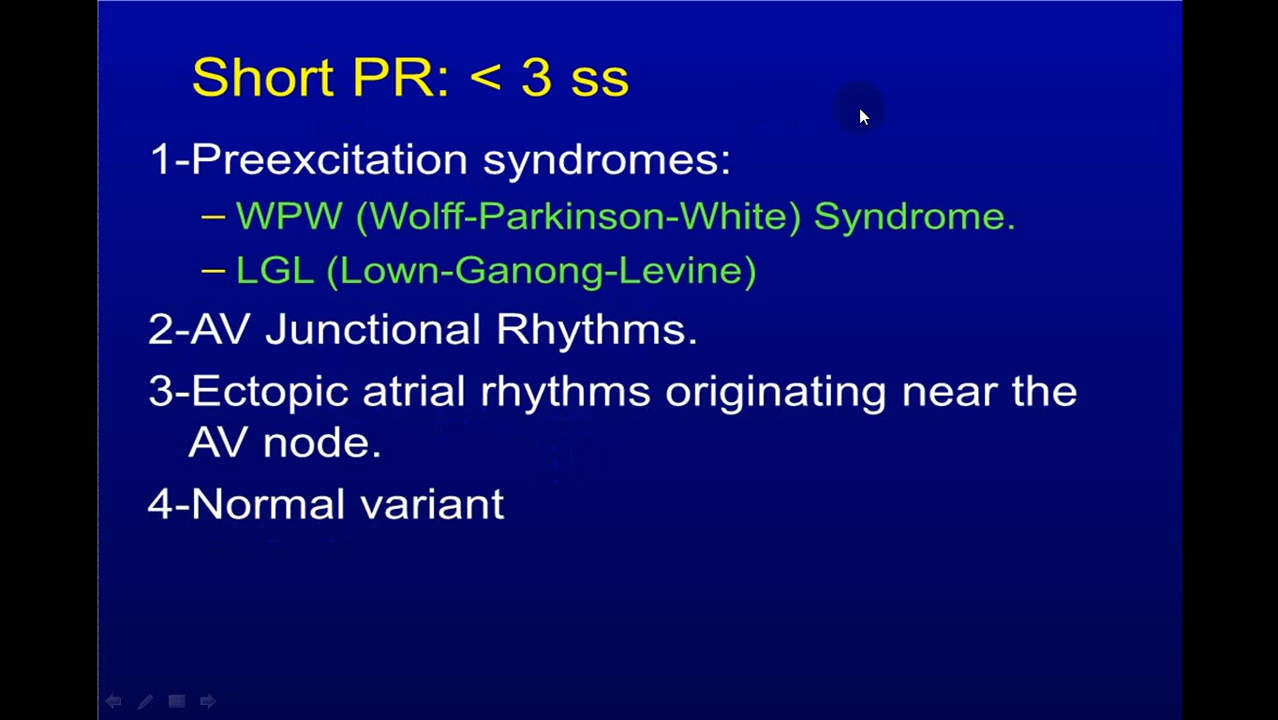 Short PR: < 3 ss
1-Preexcitation syndromes:
– WPW (Wolff-Parkinson-White) Syndrome.
– LGL (Lown-Ganong-Levine)
2-AV Junctional Rhythms.
3-Ectopic atrial rhythms originating near the
AV node.
4-Normal variant